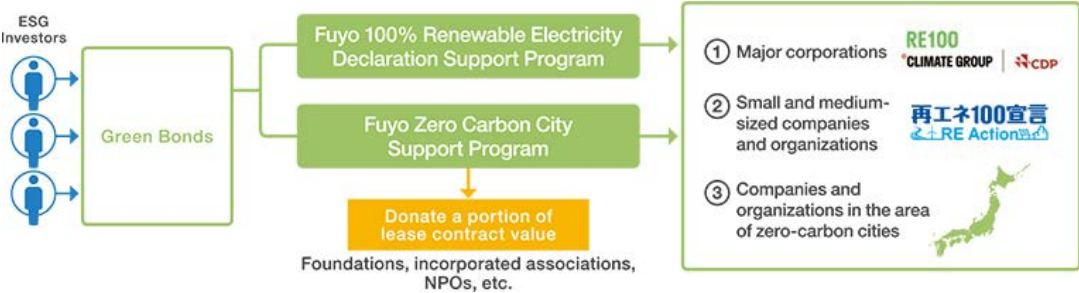 ESG
Investors
Green Bonds
Fuyo 100% Renewable Electricity
Declaration Support Program
Fuyo Zero Carbon City
Support Program
Donate a portion of
lease contract value
Foundations, incorporated associations,
NPOs, etc.
① Major corporations
RE100
°CLIMATE GROUP
CDP
② Small and medium-
sized companies
and organizations
再エネ100宣言
RE Action
③ Companies and
organizations in the area
of zero-carbon cities